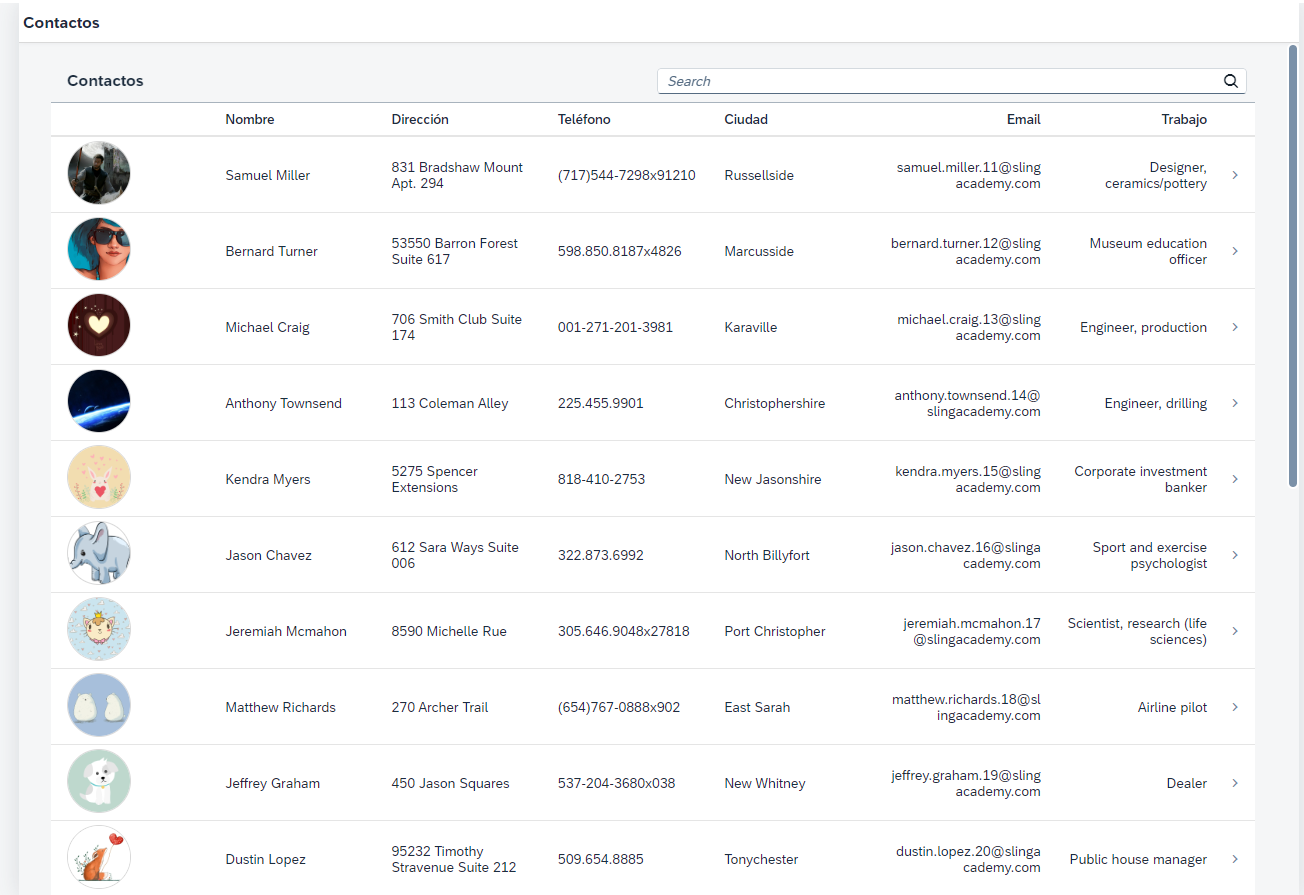 Contactos
Contactos
Search
Nombre Dirección Teléfono Ciudad Email Trabajo
Samuel Miller 831 Bradshaw Mount Apt. 294 (717)544-7298x91210 Russellside samuel.miller.11@slingacademy.com Designer, ceramics/pottery
Bernard Turner 53550 Barron Forest Suite 617 598.850.8187x4826 Marcusside bernard.turner.12@slingacademy.com Museum education officer
Michael Craig 706 Smith Club Suite 174 001-271-201-3981 Karaville michael.craig.13@slingacademy.com Engineer, production
Anthony Townsend 113 Coleman Alley 225.455.9901 Christophershire anthony.townsend.14@slingacademy.com Engineer, drilling
Kendra Myers 5275 Spencer Extensions 818-410-2753 New Jasonshire kendra.myers.15@slingacademy.com Corporate investment banker
Jason Chavez 612 Sara Ways Suite 006 322.873.6992 North Billyfort jason.chavez.16@slingacademy.com Sport and exercise psychologist
Jeremiah Mcmahon 8590 Michelle Rue 305.646.9048x27818 Port Christopher jeremiah.mcmahon.17@slingacademy.com Scientist, research (life sciences)
Matthew Richards 270 Archer Trail (654)767-0888x902 East Sarah matthew.richards.18@slingacademy.com Airline pilot
Jeffrey Graham 450 Jason Squares 537-204-3680x038 New Whitney jeffrey.graham.19@slingacademy.com Dealer
Dustin Lopez 95232 Timothy Stravenue Suite 212 509.654.8885 Tonychester dustin.lopez.20@slingacademy.com Public house manager